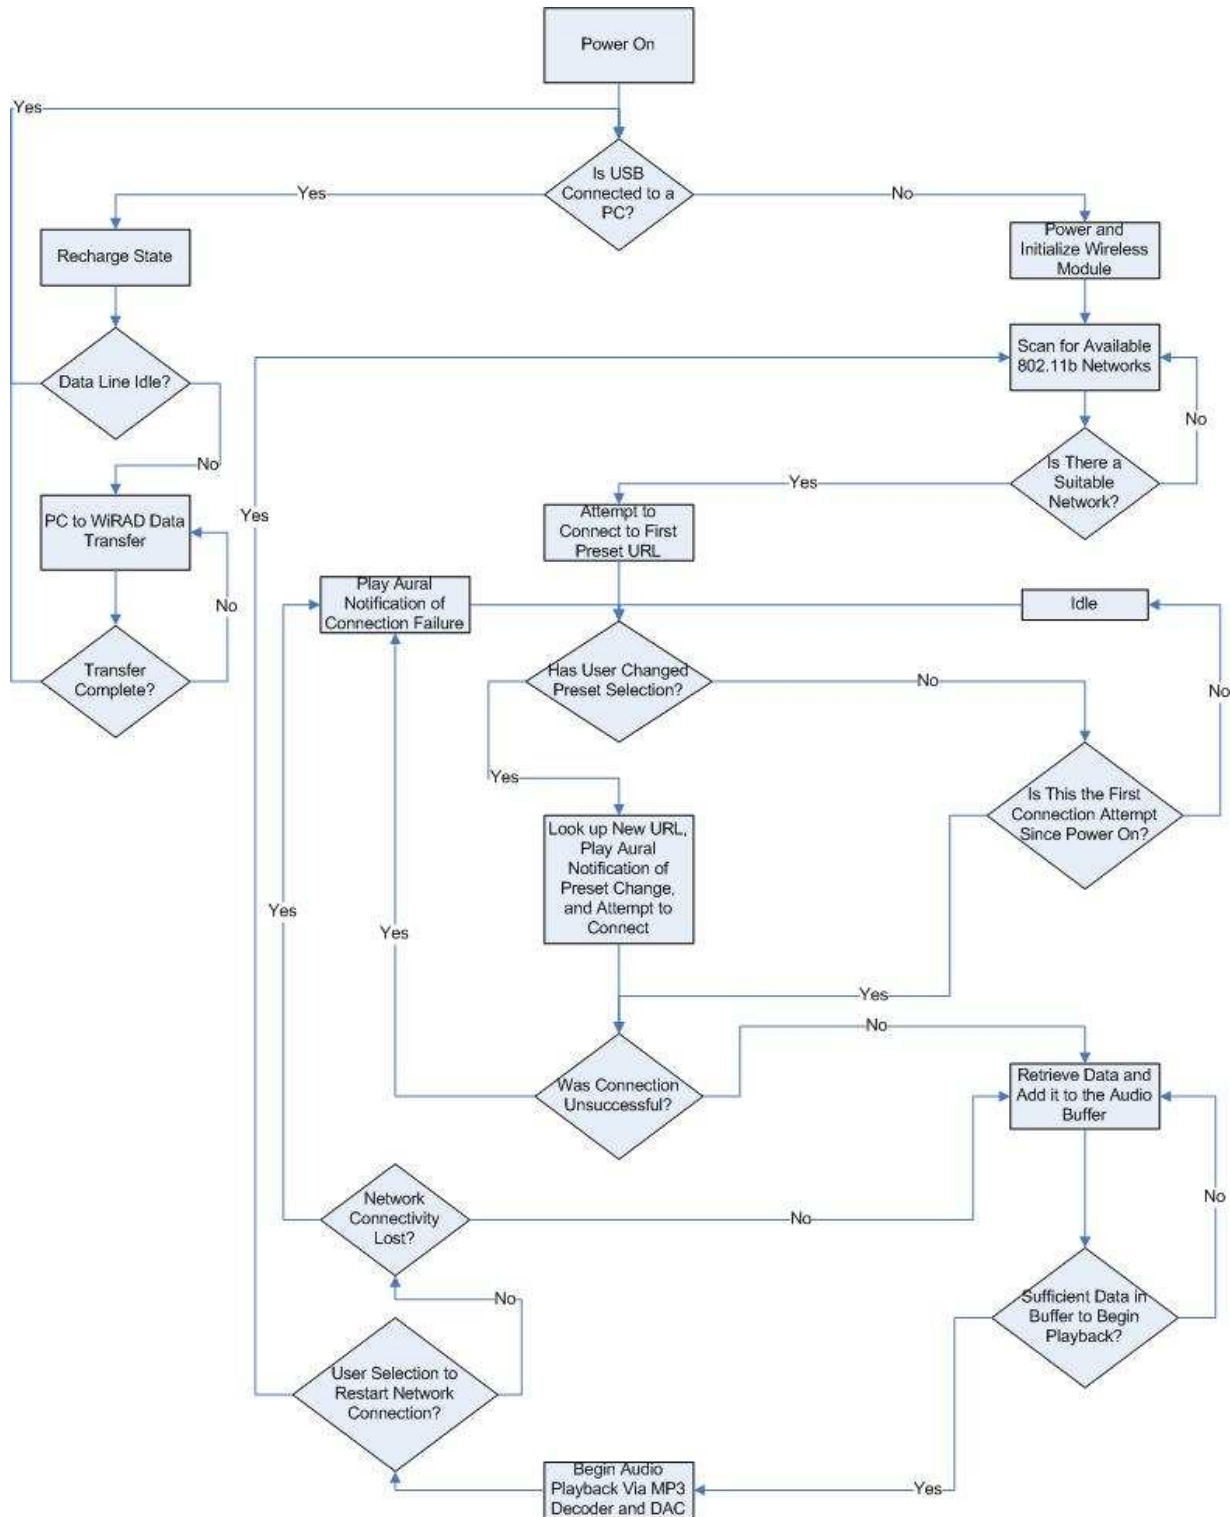 Power On
Yes
Is USB
Connected to a
PC?
Yes
No
Recharge State
Power and
Initialize Wireless
Module
Scan for Available
802.11b Networks
Data Line Idle?
No
No
Is There a
Suitable
Network?
Yes
PC to WiRAD Data
Transfer
Yes
Attempt to
Connect to First
Preset URL
No
Play Aural
Notification of
Connection Failure
Idle
Transfer
Complete?
Has User Changed
Preset Selection?
No
No
Yes
Is This the First
Connection Attempt
Since Power On?
Look up New URL,
Play Aural
Notification of
Preset Change,
and Attempt to
Connect
Yes
Yes
Yes
No
Was Connection
Unsuccessful?
Retrieve Data and
Add it to the Audio
Buffer
Network
Connectivity
Lost?
No
No
No
Sufficient Data in
Buffer to Begin
Playback?
User Selection to
Restart Network
Connection?
Begin Audio
Playback Via MP3
Decoder and DAC
Yes